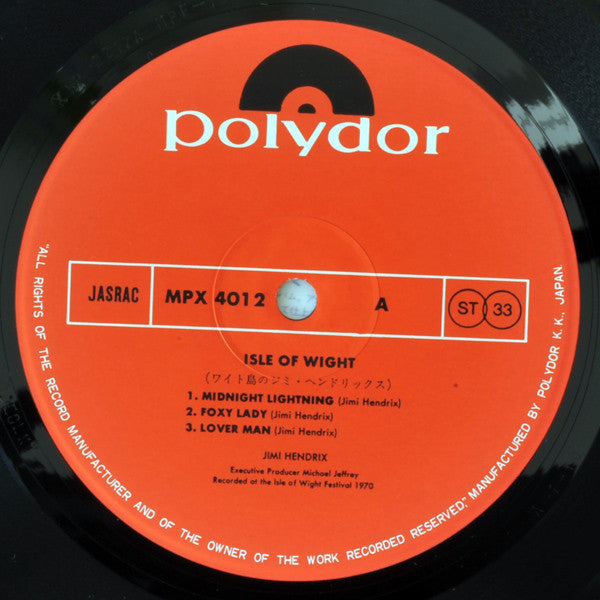 polydor
JASRAC MPX 4012 A ST 33
ISLE OF WIGHT
(ワイト島のジミ・ヘンドリックス)
1. MIDNIGHT LIGHTNING (Jimi Hendrix)
2. FOXY LADY (Jimi Hendrix)
3. LOVER MAN (Jimi Hendrix)
JIMI HENDRIX
Executive Producer Michael Jeffrey
Recorded at the Isle of Wight Festival 1970
"ALL RIGHTS OF THE RECORD MANUFACTURER AND OF THE OWNER OF THE WORK RECORDED RESERVED," MANUFACTURED BY POLYDOR K. K., JAPAN.